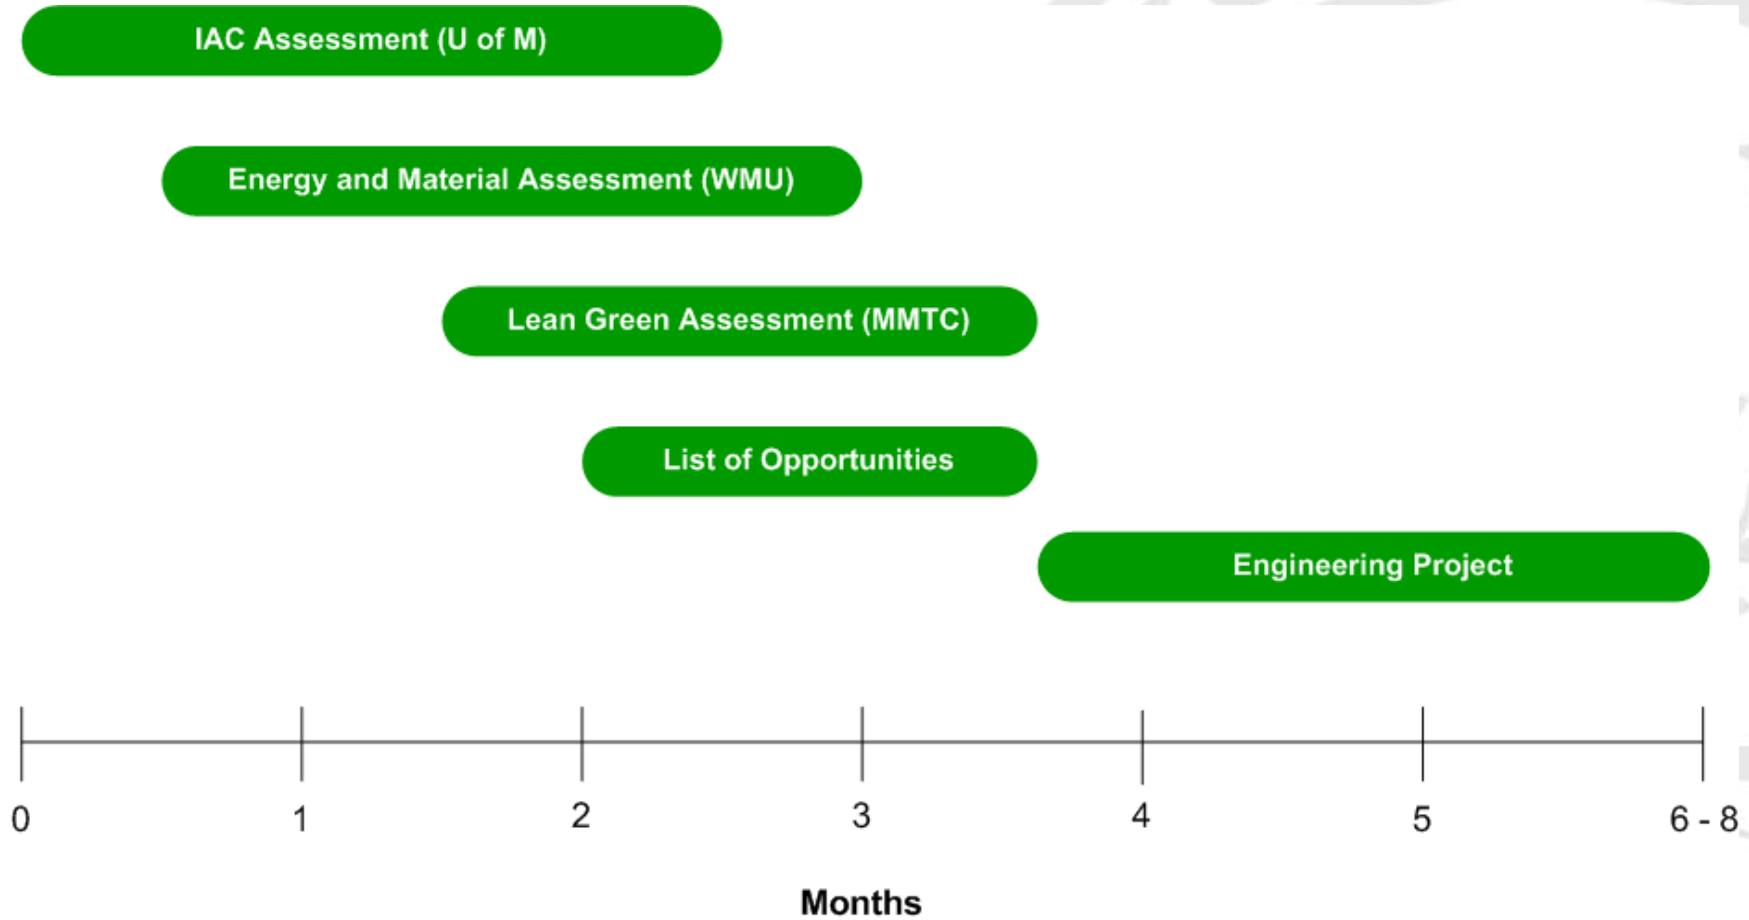 IAC Assessment (U of M)
Energy and Material Assessment (WMU)
Lean Green Assessment (MMTC)
List of Opportunities
Engineering Project
0 1 2 3 4 5 6 - 8
Months